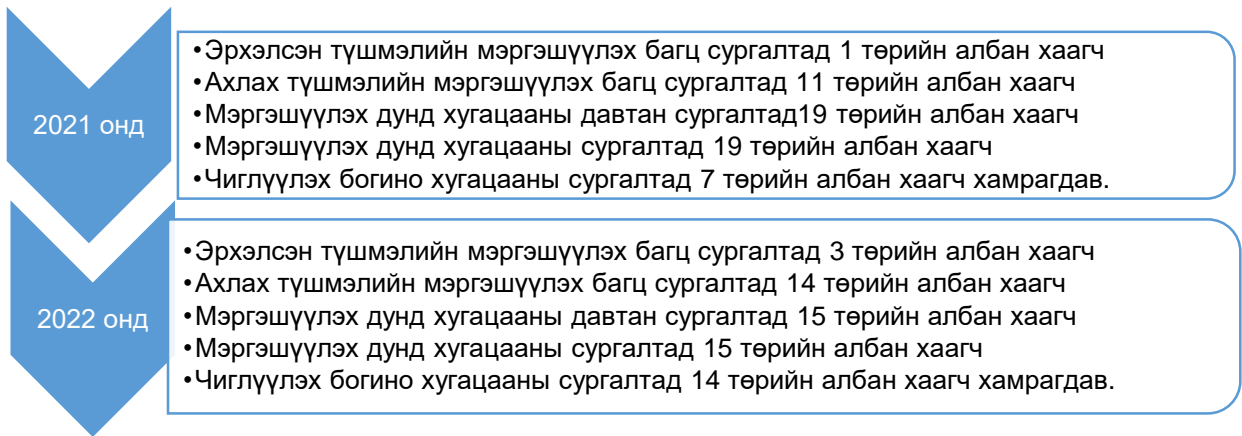 2021 онд
•Эрхэлсэн түшмэлийн мэргэшүүлэх багц сургалтад 1 төрийн албан хаагч
•Ахлах түшмэлийн мэргэшүүлэх багц сургалтад 11 төрийн албан хаагч
•Мэргэшүүлэх дунд хугацааны давтан сургалтад19 төрийн албан хаагч
•Мэргэшүүлэх дунд хугацааны сургалтад 19 төрийн албан хаагч
•Чиглүүлэх богино хугацааны сургалтад 7 төрийн албан хаагч хамрагдав.
2022 онд
•Эрхэлсэн түшмэлийн мэргэшүүлэх багц сургалтад 3 төрийн албан хаагч
•Ахлах түшмэлийн мэргэшүүлэх багц сургалтад 14 төрийн албан хаагч
•Мэргэшүүлэх дунд хугацааны давтан сургалтад 15 төрийн албан хаагч
•Мэргэшүүлэх дунд хугацааны сургалтад 15 төрийн албан хаагч
•Чиглүүлэх богино хугацааны сургалтад 14 төрийн албан хаагч хамрагдав.